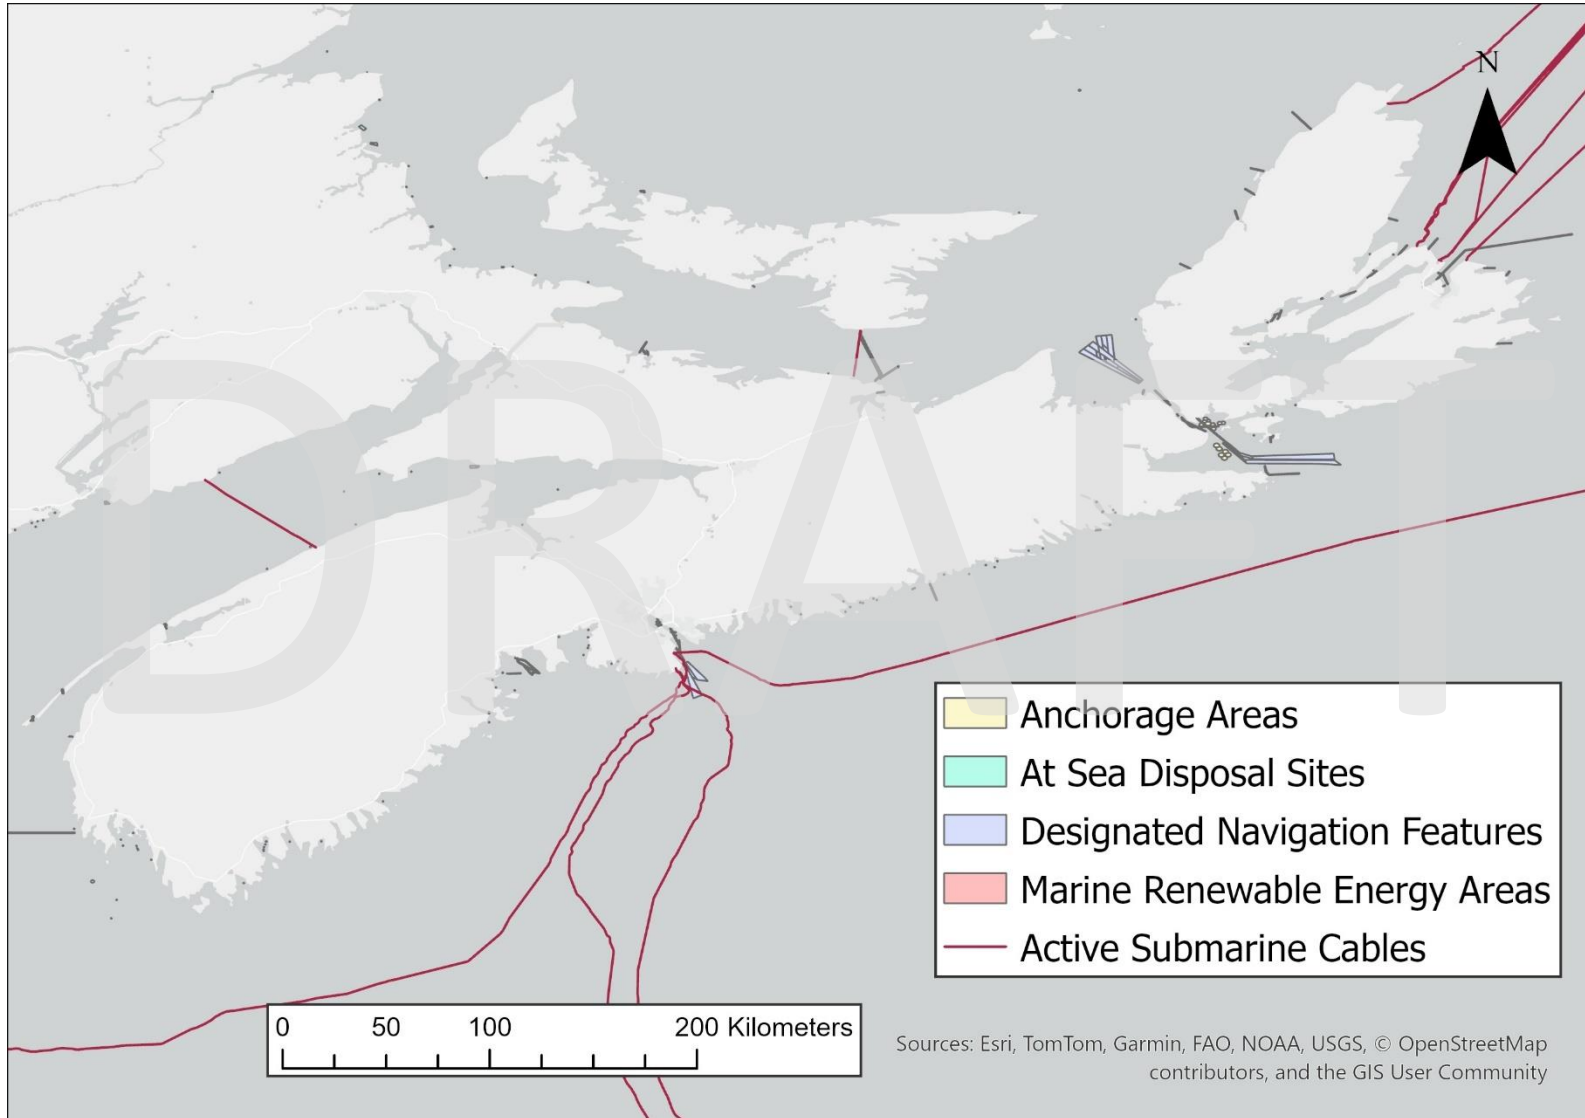 N
DRAFT
Anchorage Areas
At Sea Disposal Sites
Designated Navigation Features
Marine Renewable Energy Areas
Active Submarine Cables
0 50 100 200 Kilometers
Sources: Esri, TomTom, Garmin, FAO, NOAA, USGS, © OpenStreetMap
contributors, and the GIS User Community